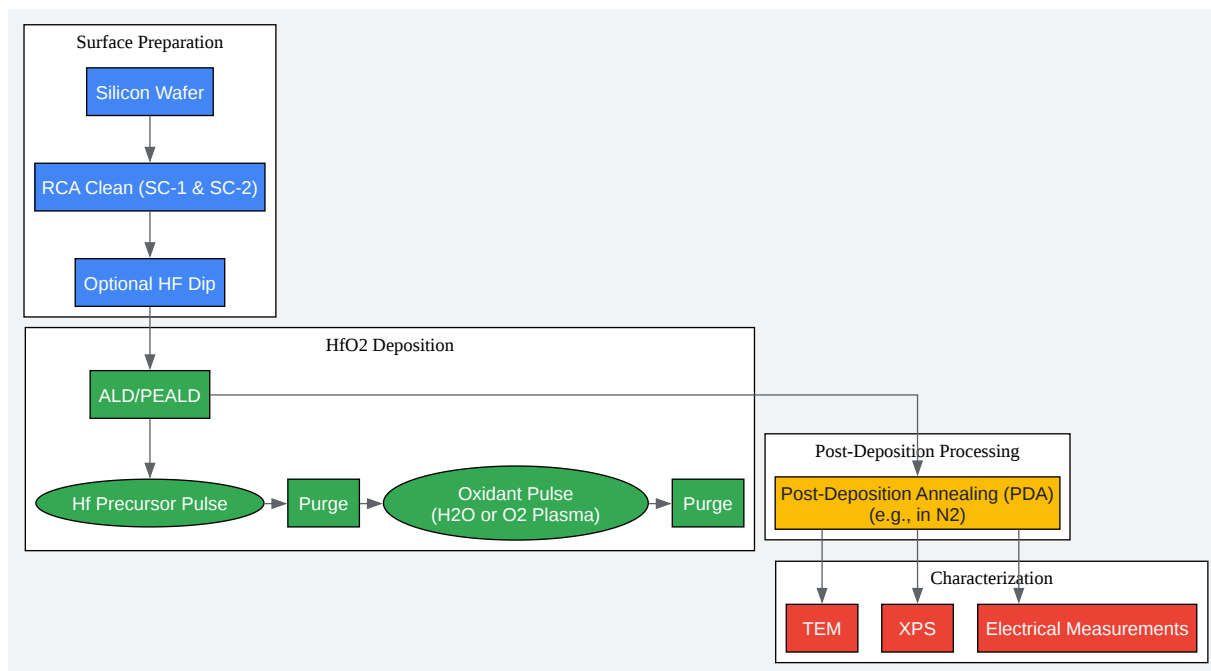 Surface Preparation
Silicon Wafer
RCA Clean (SC-1 & SC-2)
Optional HF Dip
HfO2 Deposition
ALD/PEALD
Hf Precursor Pulse
Purge
Oxidant Pulse
(H2O or O2 Plasma)
Purge
Post-Deposition Processing
Post-Deposition Annealing (PDA)
(e.g., in N2)
Characterization
TEM
XPS
Electrical Measurements